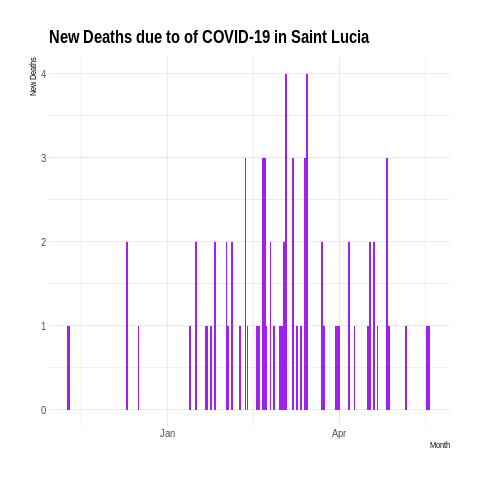 New Deaths due to of COVID-19 in Saint Lucia
New Deaths
4
3
2
1
0
Jan Apr
Month